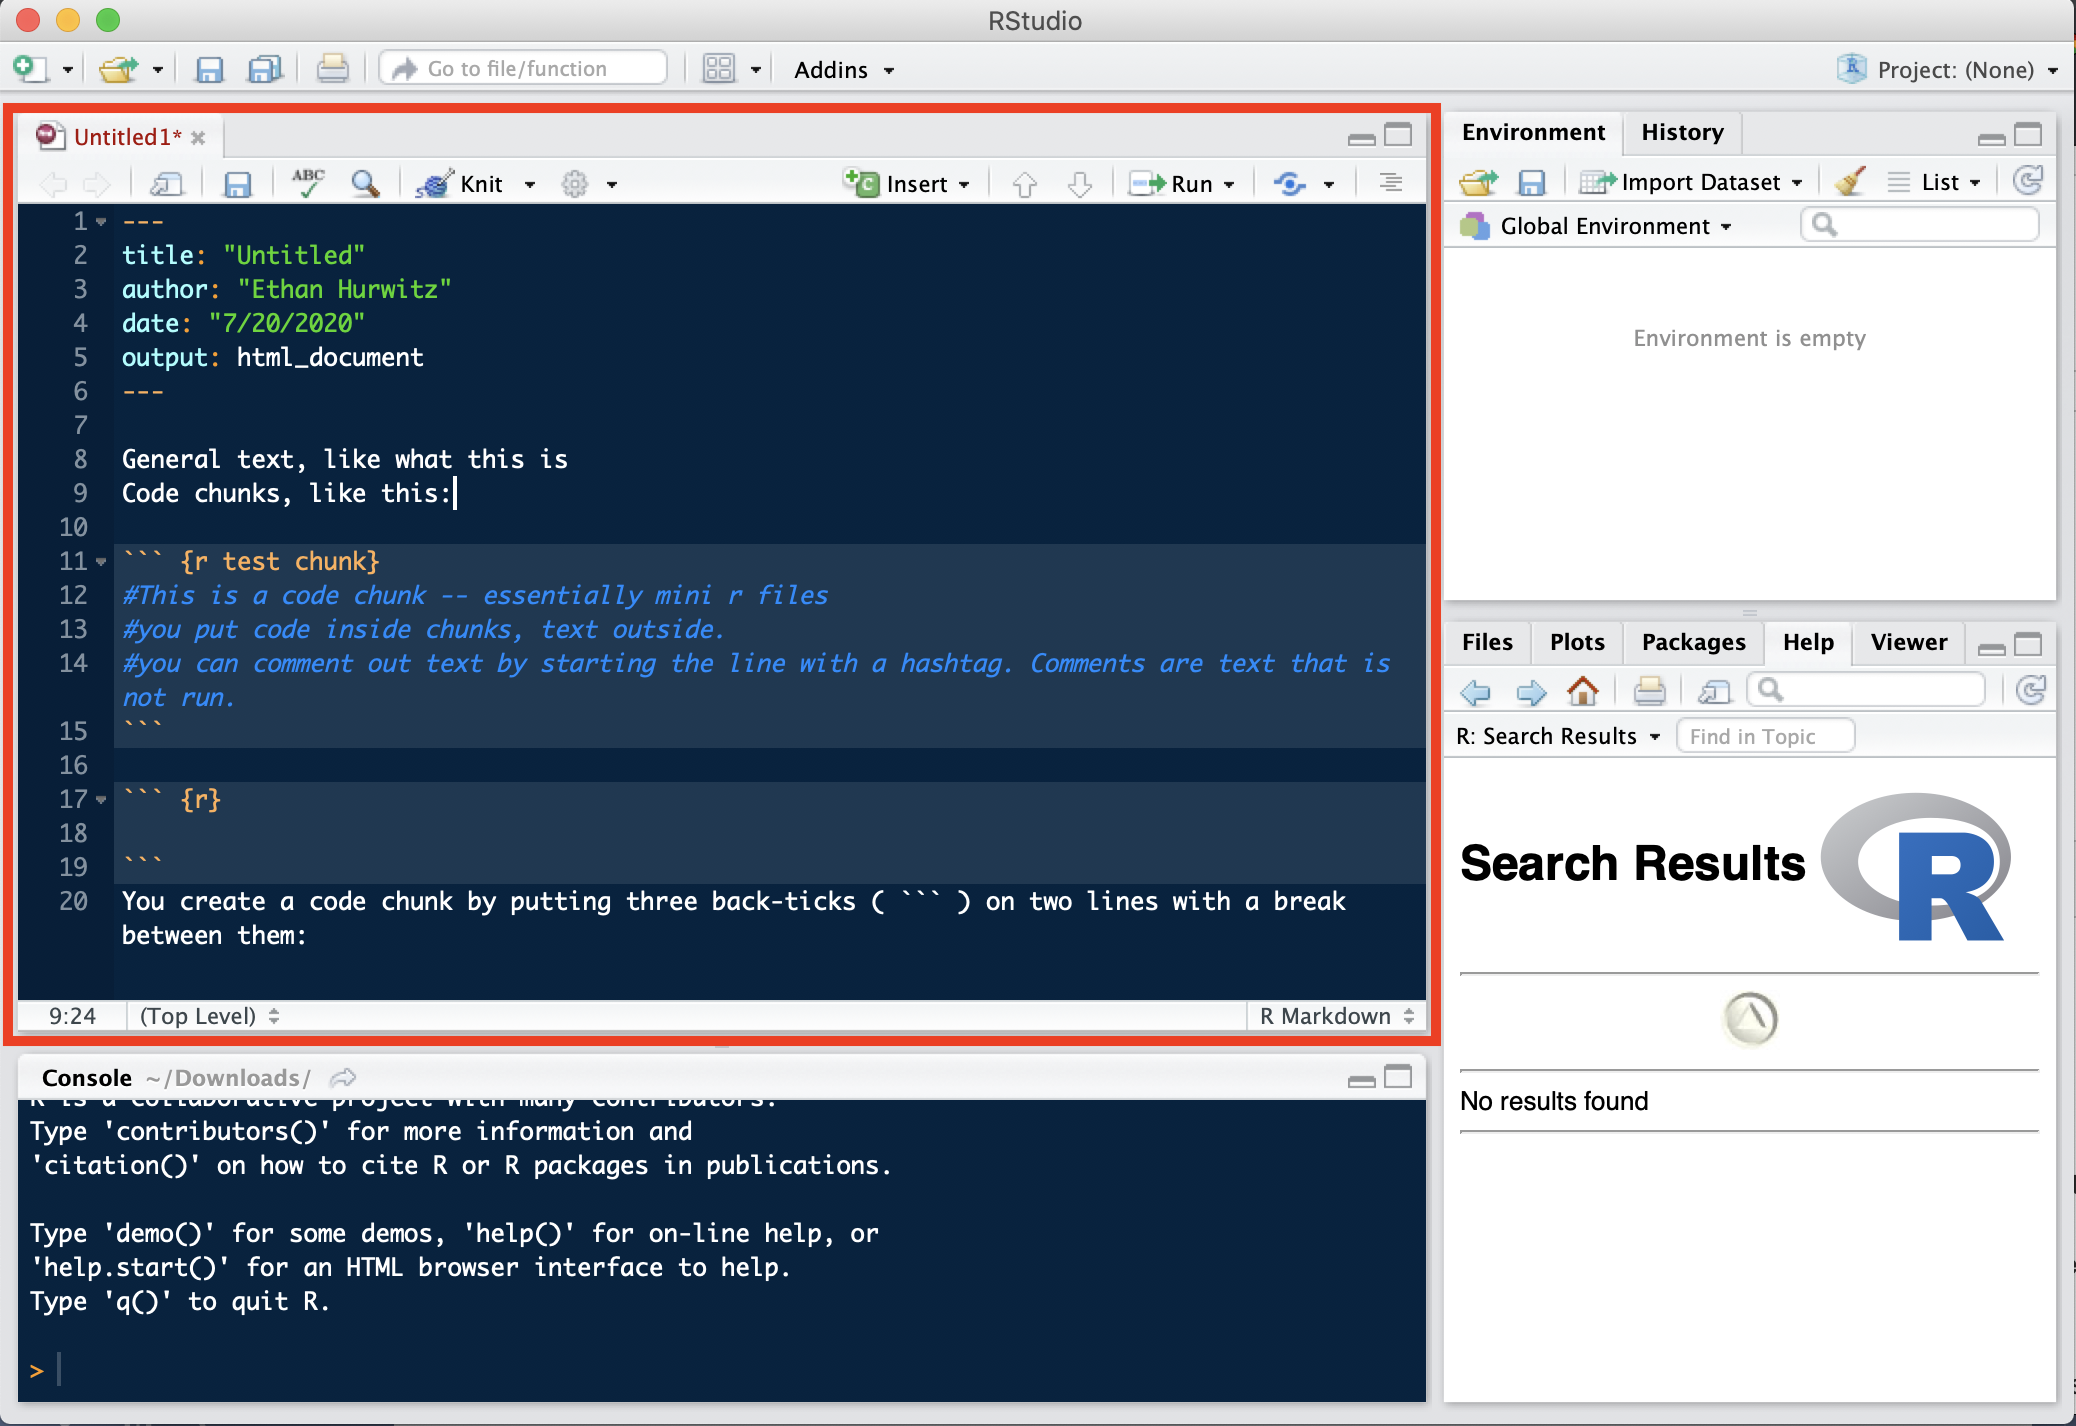 RStudio
Go to file/function
Addins
Project: (None)
Untitled1*
ABC
Knit
Insert
Run
1 ---
2 title: "Untitled"
3 author: "Ethan Hurwitz"
4 date: "7/20/2020"
5 output: html_document
6 ---
7
8 General text, like what this is
9 Code chunks, like this:
10
11 ``` {r test chunk}
12 #This is a code chunk -- essentially mini r files
13 #you put code inside chunks, text outside.
14 #you can comment out text by starting the line with a hashtag. Comments are text that is
not run.
15 ```
16
17 ``` {r}
18
19 ```
20 You create a code chunk by putting three back-ticks ( ``` ) on two lines with a break
between them:
9:24 (Top Level) R Markdown
Console ~/Downloads/
R is a collaborative project with many contributors.
Type 'contributors()' for more information and
'citation()' on how to cite R or R packages in publications.
Type 'demo()' for some demos, 'help()' for on-line help, or
'help.start()' for an HTML browser interface to help.
Type 'q()' to quit R.
>
Environment History
Import Dataset List
Global Environment
Environment is empty
Files Plots Packages Help Viewer
R: Search Results Find in Topic
Search Results R
No results found